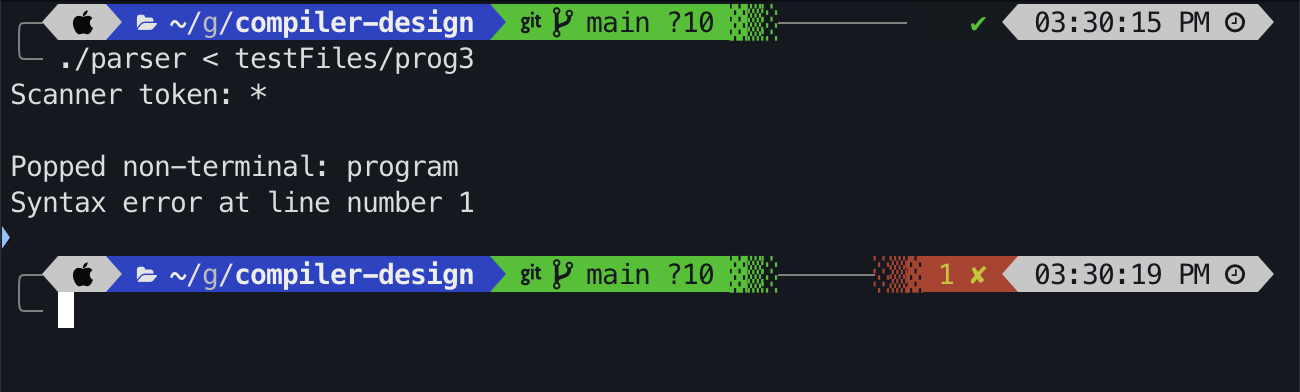 ~/g/compiler-design git main ?10 ✔ 03:30:15 PM
./parser < testFiles/prog3
Scanner token: *
Popped non-terminal: program
Syntax error at line number 1
~/g/compiler-design git main ?10 1 ✘ 03:30:19 PM